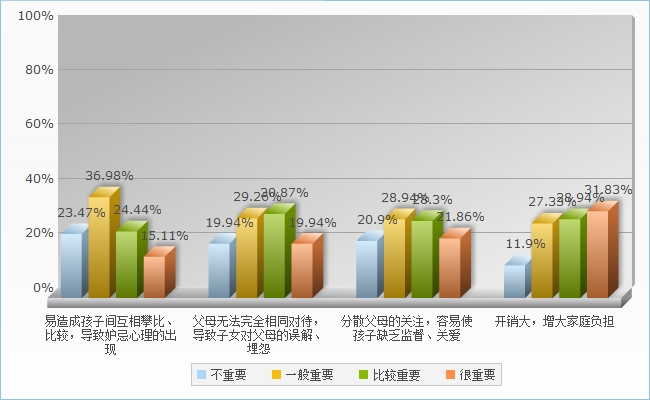 100%
80%
60%
40%
20%
0%
23.47%
36.98%
24.44%
15.11%
19.94%
29.26%
30.87%
19.94%
20.9%
28.94%
28.3%
21.86%
11.9%
27.33%
28.94%
31.83%
易造成孩子间互相攀比、
比较，导致妒忌心理的出
现
父母无法完全相同对待，
导致子女对父母的误解、
埋怨
分散父母的关注，容易使
孩子缺乏监督、关爱
开销大，增大家庭负担
不重要 一般重要 比较重要 很重要